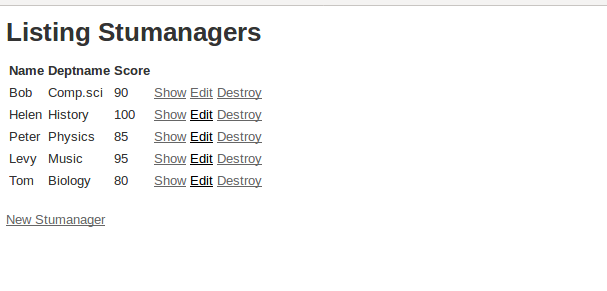 Listing Stumanagers
Name Deptname Score
Bob Comp.sci 90 Show Edit Destroy
Helen History 100 Show Edit Destroy
Peter Physics 85 Show Edit Destroy
Levy Music 95 Show Edit Destroy
Tom Biology 80 Show Edit Destroy
New Stumanager